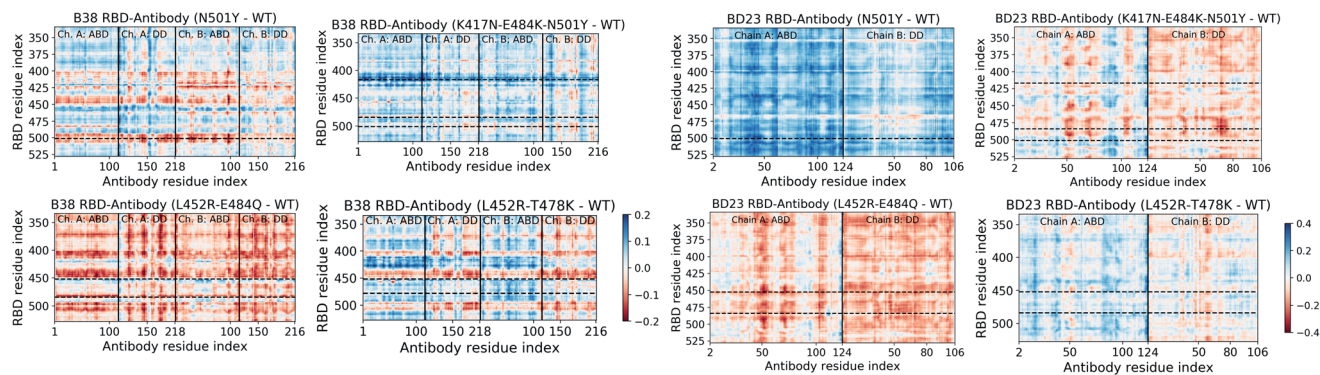 B38 RBD-Antibody (N501Y - WT)
Ch. A: ABD Ch. A: DD Ch. B: ABD Ch. B: DD
RBD residue index
350
400
425
450
475
500
525
1 100 150 218 100 150 216
Antibody residue index
B38 RBD-Antibody (K417N-E484K-N501Y - WT)
Ch. A: ABD Ch. A: DD Ch. B: ABD Ch. B: DD
RBD residue index
350
400
450
500
1 100 150 218 100 150 216
Antibody residue index
BD23 RBD-Antibody (N501Y - WT)
Chain A: ABD Chain B: DD
RBD residue index
350
400
425
450
475
500
525
2 50 100 124 50 80 106
Antibody residue index
BD23 RBD-Antibody (K417N-E484K-N501Y - WT)
Chain A: ABD Chain B: DD
RBD residue index
350
400
425
450
475
500
525
2 50 100 124 50 80 106
Antibody residue index
B38 RBD-Antibody (L452R-E484Q - WT)
Ch. A: ABD Ch. A: DD Ch. B: ABD Ch. B: DD
RBD residue index
350
400
450
500
1 100 150 218 100 150 216
Antibody residue index
B38 RBD-Antibody (L452R-T478K - WT)
Ch. A: ABD Ch. A: DD Ch. B: ABD Ch. B: DD
RBD residue index
350
400
450
500
1 100 150 218 100 150 216
Antibody residue index
0.2
0.1
0.0
−0.1
−0.2
BD23 RBD-Antibody (L452R-E484Q - WT)
Chain A: ABD Chain B: DD
RBD residue index
350
400
425
450
475
500
525
2 50 100 124 50 80 106
Antibody residue index
BD23 RBD-Antibody (L452R-T478K - WT)
Chain A: ABD Chain B: DD
RBD residue index
350
400
450
500
2 50 100 124 50 80 106
Antibody residue index
0.4
0.2
0.0
−0.2
−0.4